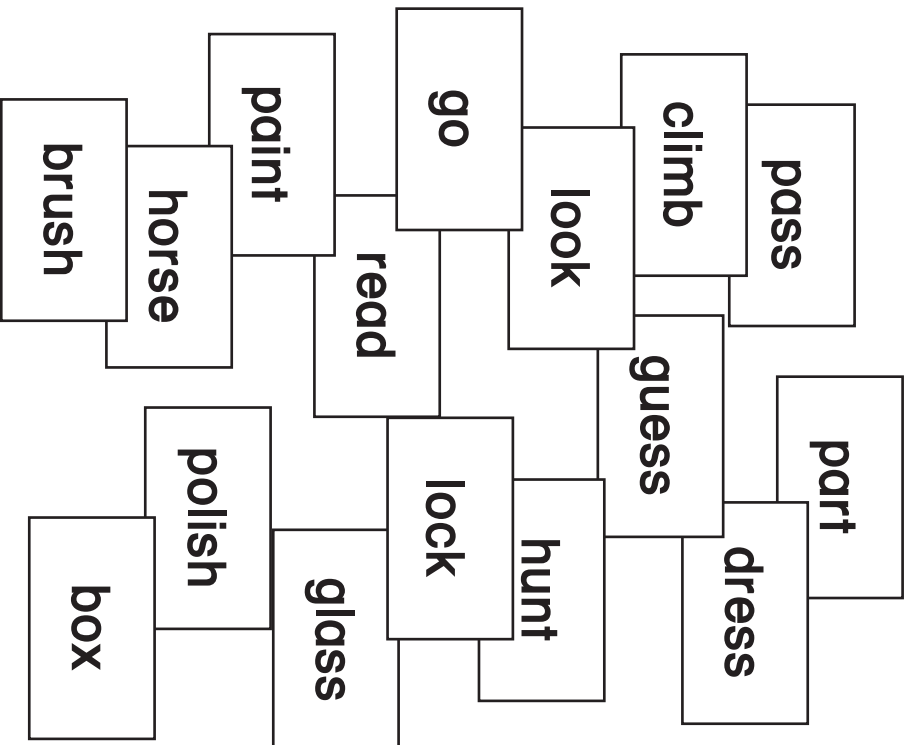 pass
part
climb
guess
dress
look
hunt
go
lock
read
glass
paint
polish
horse
brush
box